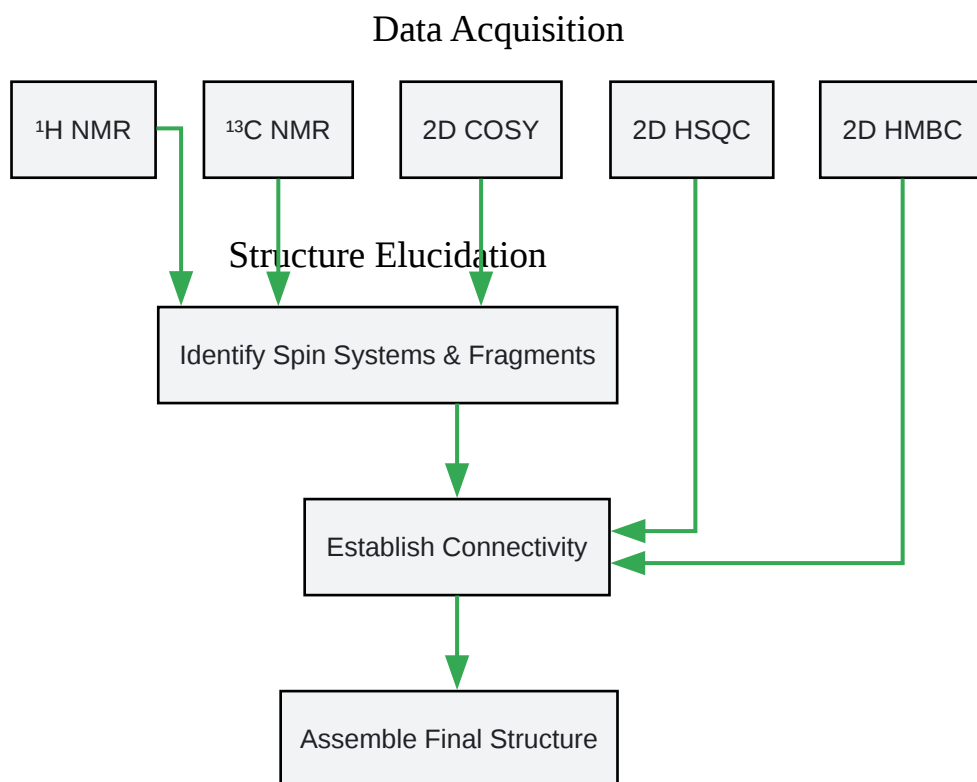 Data Acquisition
¹H NMR
¹³C NMR
2D COSY
2D HSQC
2D HMBC
Structure Elucidation
Identify Spin Systems & Fragments
Establish Connectivity
Assemble Final Structure